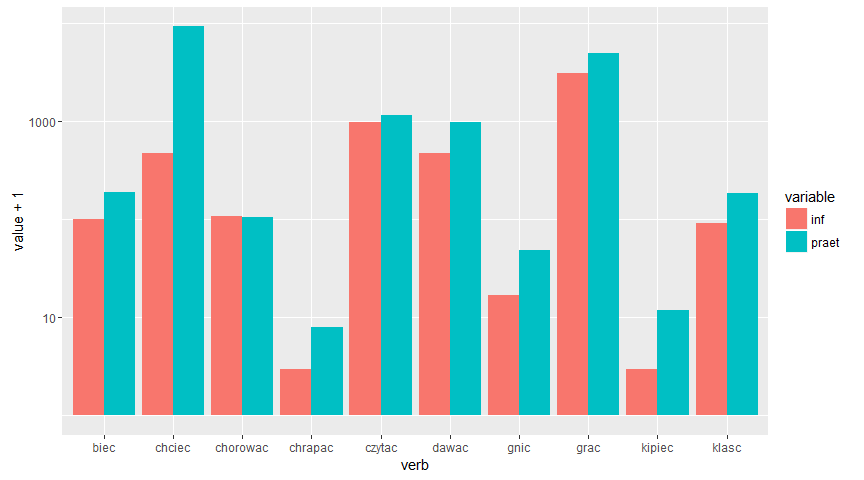 value + 1
1000
10
biec chciec chorowac chrapac czytac dawac gnic grac kipiec klasc
verb
variable
inf
praet